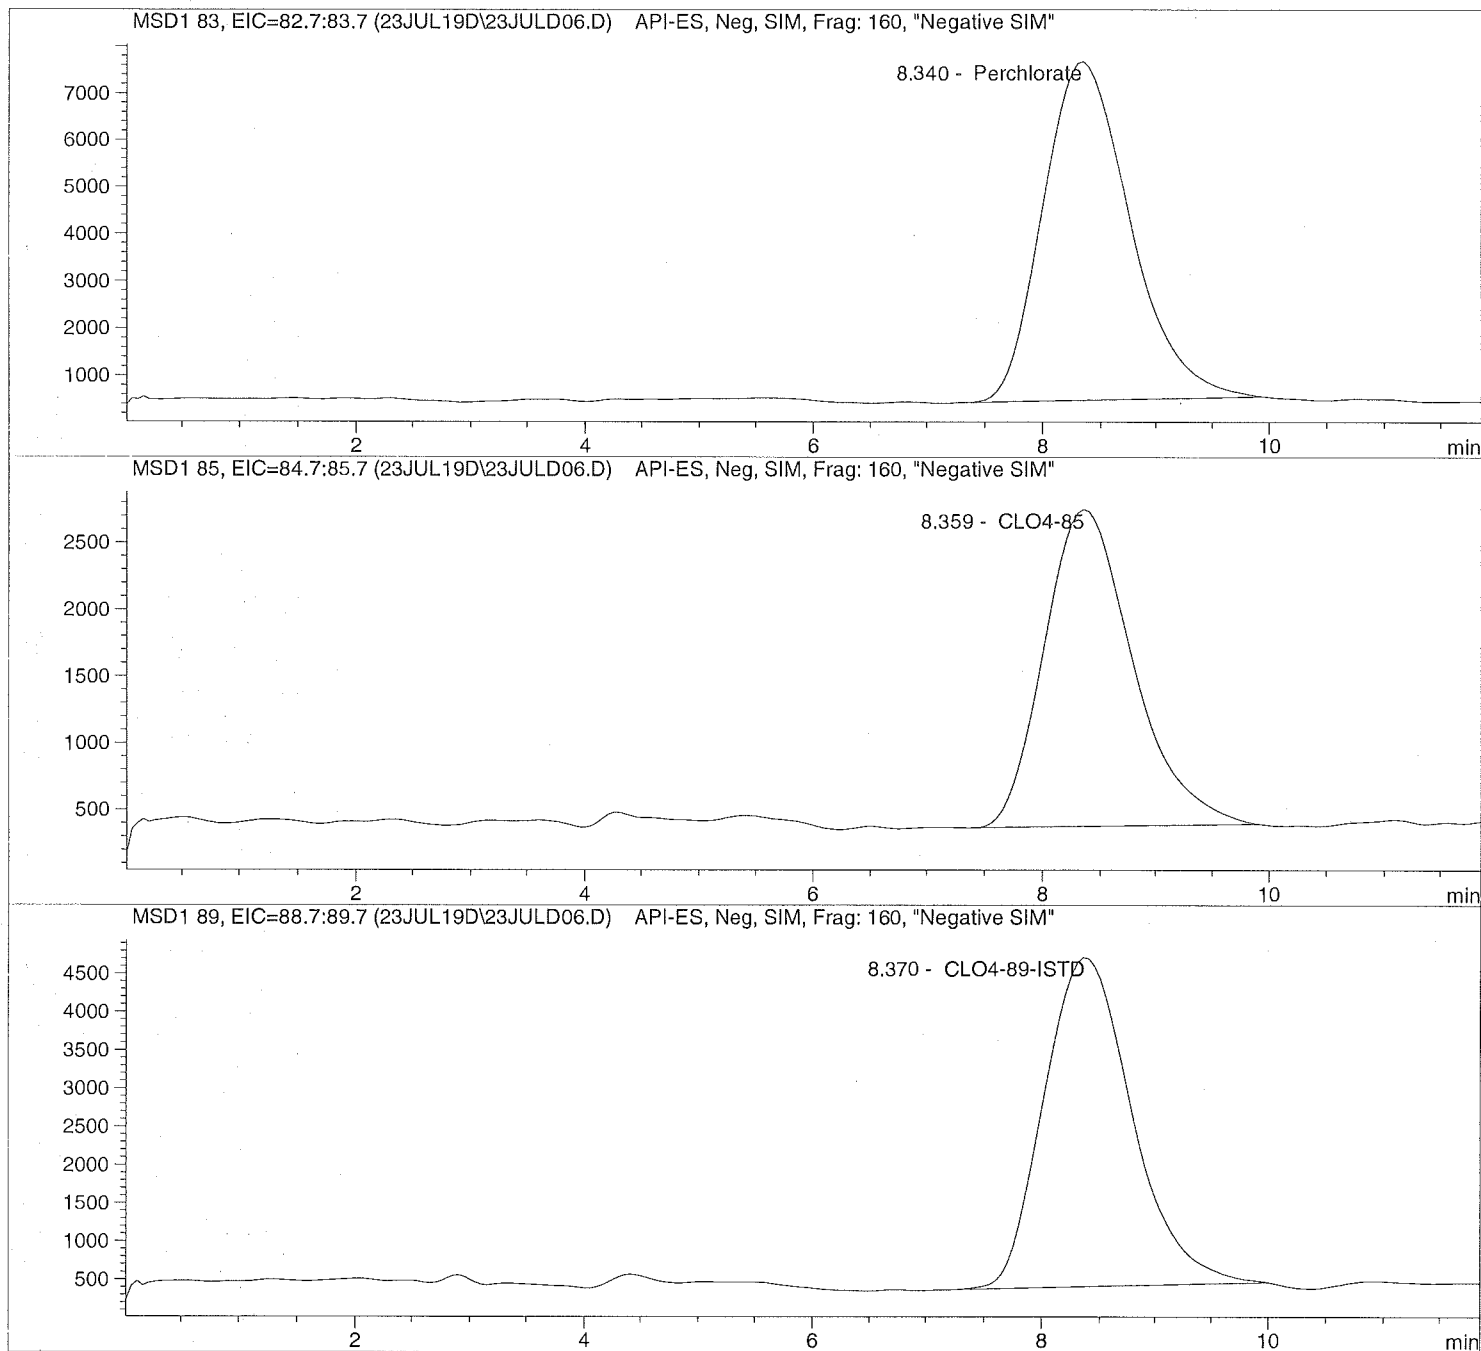 MSD1 83, EIC=82.7:83.7 (23JUL19D\23JULD06.D) API-ES, Neg, SIM, Frag: 160, "Negative SIM"
8.340 - Perchlorate
7000
6000
5000
4000
3000
2000
1000
2 4 6 8 10 min
MSD1 85, EIC=84.7:85.7 (23JUL19D\23JULD06.D) API-ES, Neg, SIM, Frag: 160, "Negative SIM"
8.359 - CLO4-85
2500
2000
1500
1000
500
2 4 6 8 10 min
MSD1 89, EIC=88.7:89.7 (23JUL19D\23JULD06.D) API-ES, Neg, SIM, Frag: 160, "Negative SIM"
8.370 - CLO4-89-ISTD
4500
4000
3500
3000
2500
2000
1500
1000
500
2 4 6 8 10 min